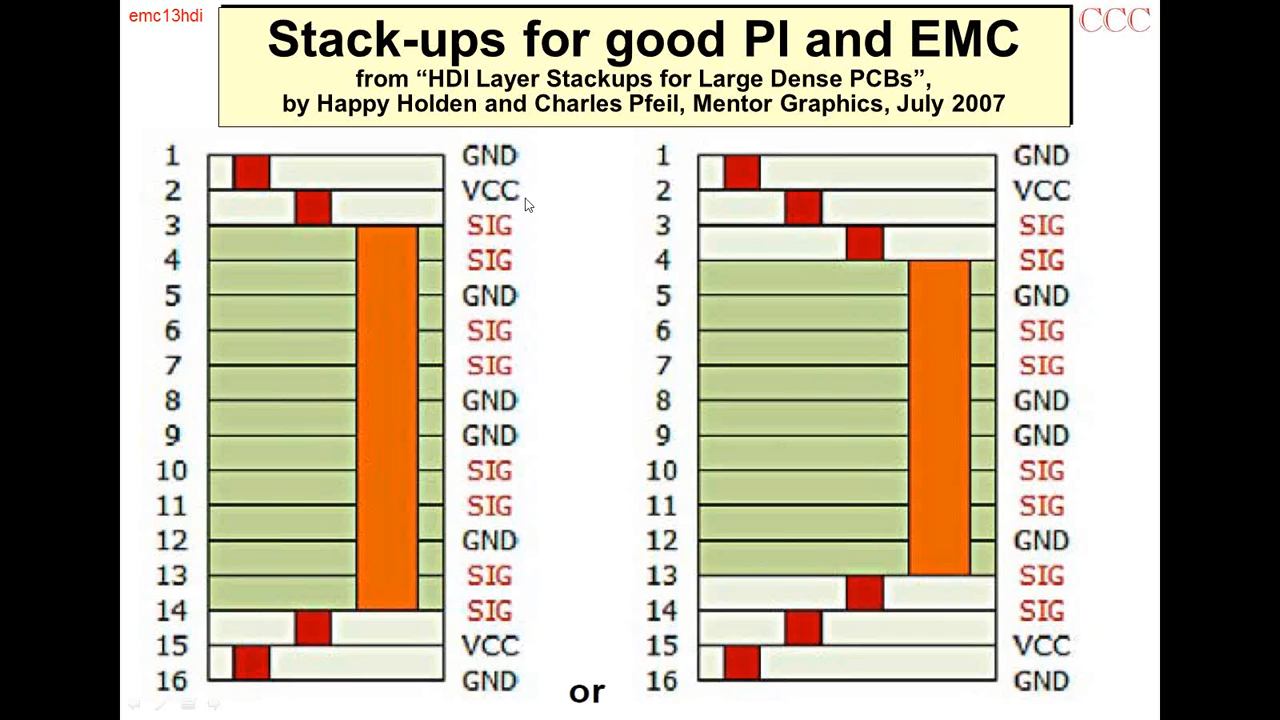 emc13hdi
CCC
Stack-ups for good PI and EMC
from “HDI Layer Stackups for Large Dense PCBs”,
by Happy Holden and Charles Pfeil, Mentor Graphics, July 2007
1 GND
2 VCC
3 SIG
4 SIG
5 GND
6 SIG
7 SIG
8 GND
9 GND
10 SIG
11 SIG
12 GND
13 SIG
14 SIG
15 VCC
16 GND
or
1 GND
2 VCC
3 SIG
4 SIG
5 GND
6 SIG
7 SIG
8 GND
9 GND
10 SIG
11 SIG
12 GND
13 SIG
14 SIG
15 VCC
16 GND